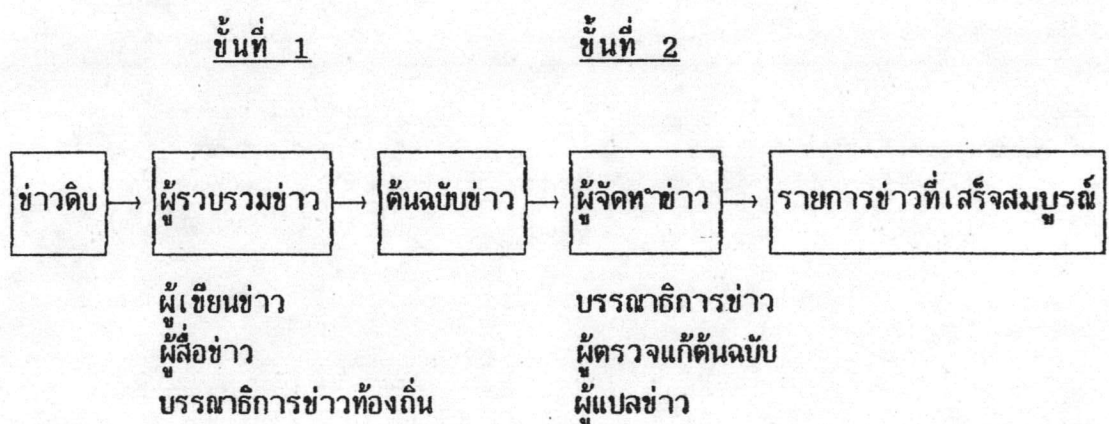 ขั้นที่ 1 ขั้นที่ 2
ข่าวดิบ → ผู้รวบรวมข่าว → ต้นฉบับข่าว → ผู้จัดทำข่าว → รายการข่าวที่เสร็จสมบูรณ์
ผู้เขียนข่าว บรรณาธิการข่าว
ผู้สื่อข่าว ผู้ตรวจแก้ต้นฉบับ
บรรณาธิการข่าวท้องถิ่น ผู้แปลข่าว